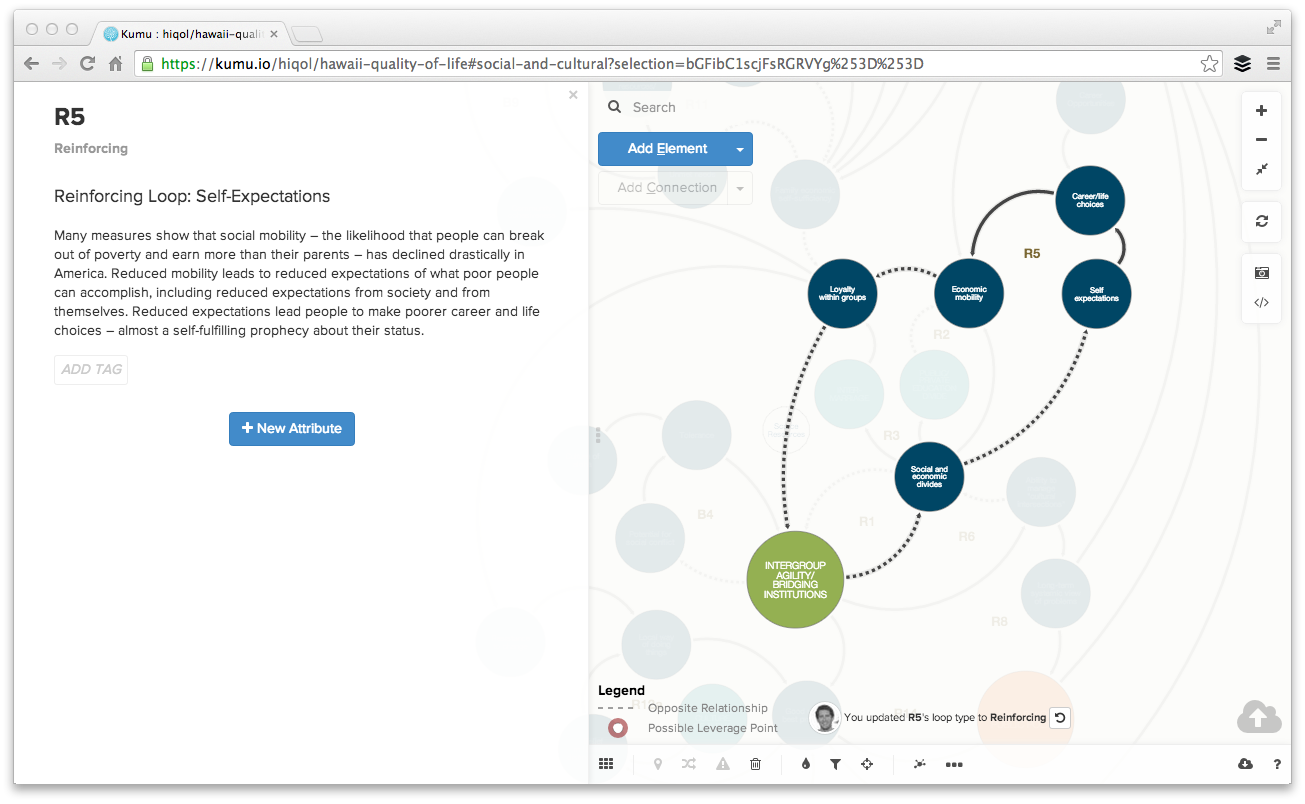 Kumu : hiqol/hawaii-quali
https://kumu.io/hiqol/hawaii-quality-of-life#social-and-cultural?selection=bGFibC1scjFsRGRVYg%253D%253D
R5
Reinforcing
Reinforcing Loop: Self-Expectations
Many measures show that social mobility – the likelihood that people can break
out of poverty and earn more than their parents – has declined drastically in
America. Reduced mobility leads to reduced expectations of what poor people
can accomplish, including reduced expectations from society and from
themselves. Reduced expectations lead people to make poorer career and life
choices – almost a self-fulfilling prophecy about their status.
ADD TAG
New Attribute
Search
Add Element
Add Connection
Career/life
choices
R5
Loyalty
within groups
Economic
mobility
Self
expectations
R2
R3
Social and
economic
divides
B4
R1
R6
INTERGROUP
AGILITY/
BRIDGING
INSTITUTIONS
R8
Legend
Opposite Relationship
Possible Leverage Point
You updated R5's loop type to Reinforcing
?